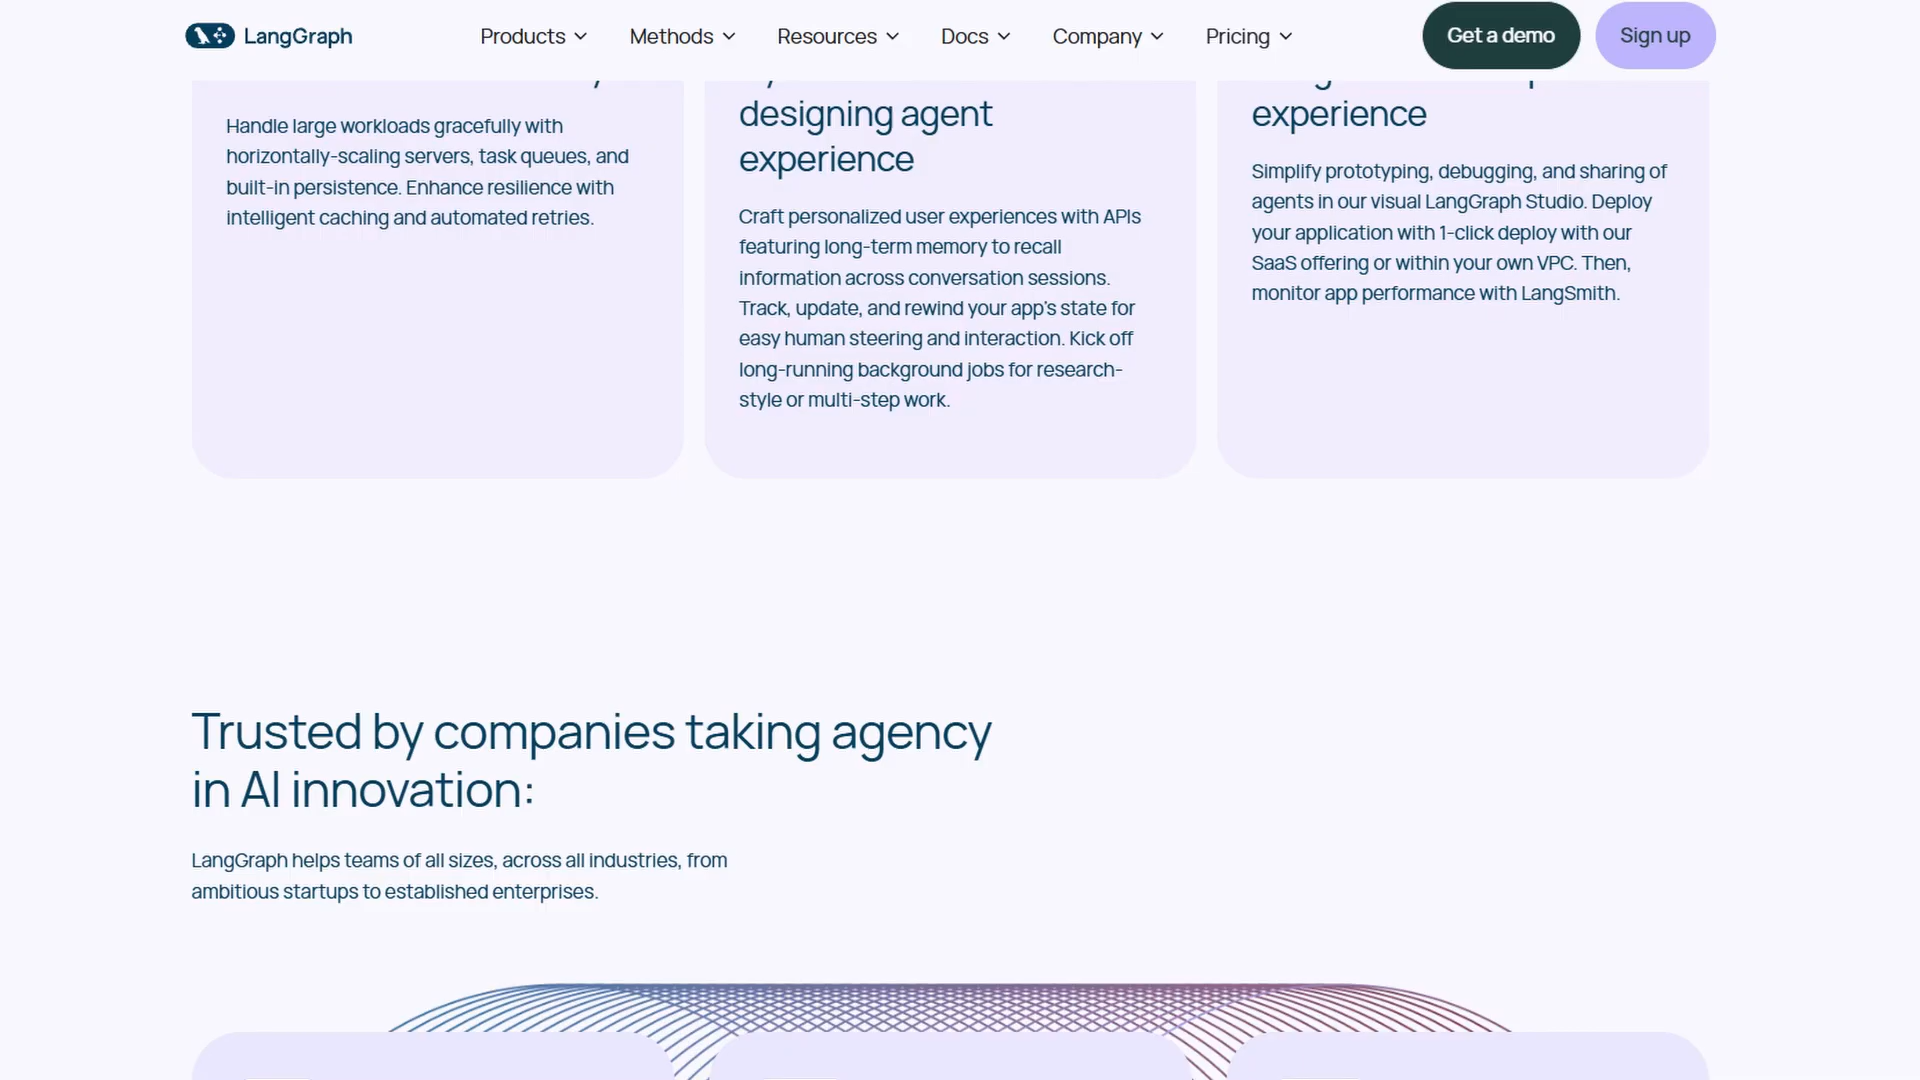 LangGraph
Products
Methods
Resources
Docs
Company
Pricing
Get a demo
Sign up
Handle large workloads gracefully with
horizontally-scaling servers, task queues, and
built-in persistence. Enhance resilience with
intelligent caching and automated retries.
designing agent
experience
Craft personalized user experiences with APIs
featuring long-term memory to recall
information across conversation sessions.
Track, update, and rewind your app's state for
easy human steering and interaction. Kick off
long-running background jobs for research-
style or multi-step work.
experience
Simplify prototyping, debugging, and sharing of
agents in our visual LangGraph Studio. Deploy
your application with 1-click deploy with our
SaaS offering or within your own VPC. Then,
monitor app performance with LangSmith.
Trusted by companies taking agency
in AI innovation:
LangGraph helps teams of all sizes, across all industries, from
ambitious startups to established enterprises.